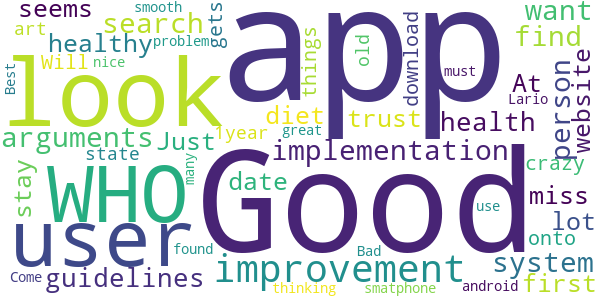 seems
smooth
gets
app
want
art
search
things
old
download
find
healthy
problem
look
Best
Will
nice
must
At
Lario
person
website
diet
trust
health
arguments
Just
1year
great
implementation
crazy
state
many
stay
WHO
date
Good
miss
use
lot
user
onto
found
system
improvement
Bad
Come
guidelines
thinking
smatphone
android
first